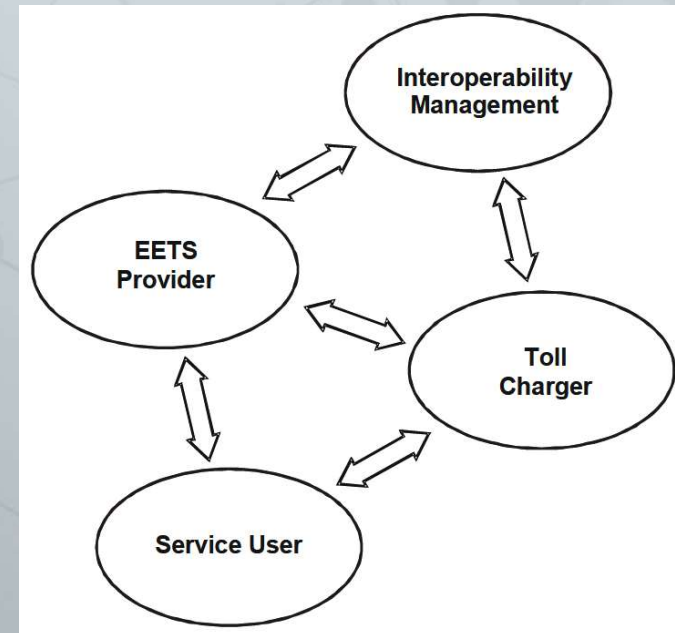 Interoperability
Management
EETS
Provider
Toll
Charger
Service User